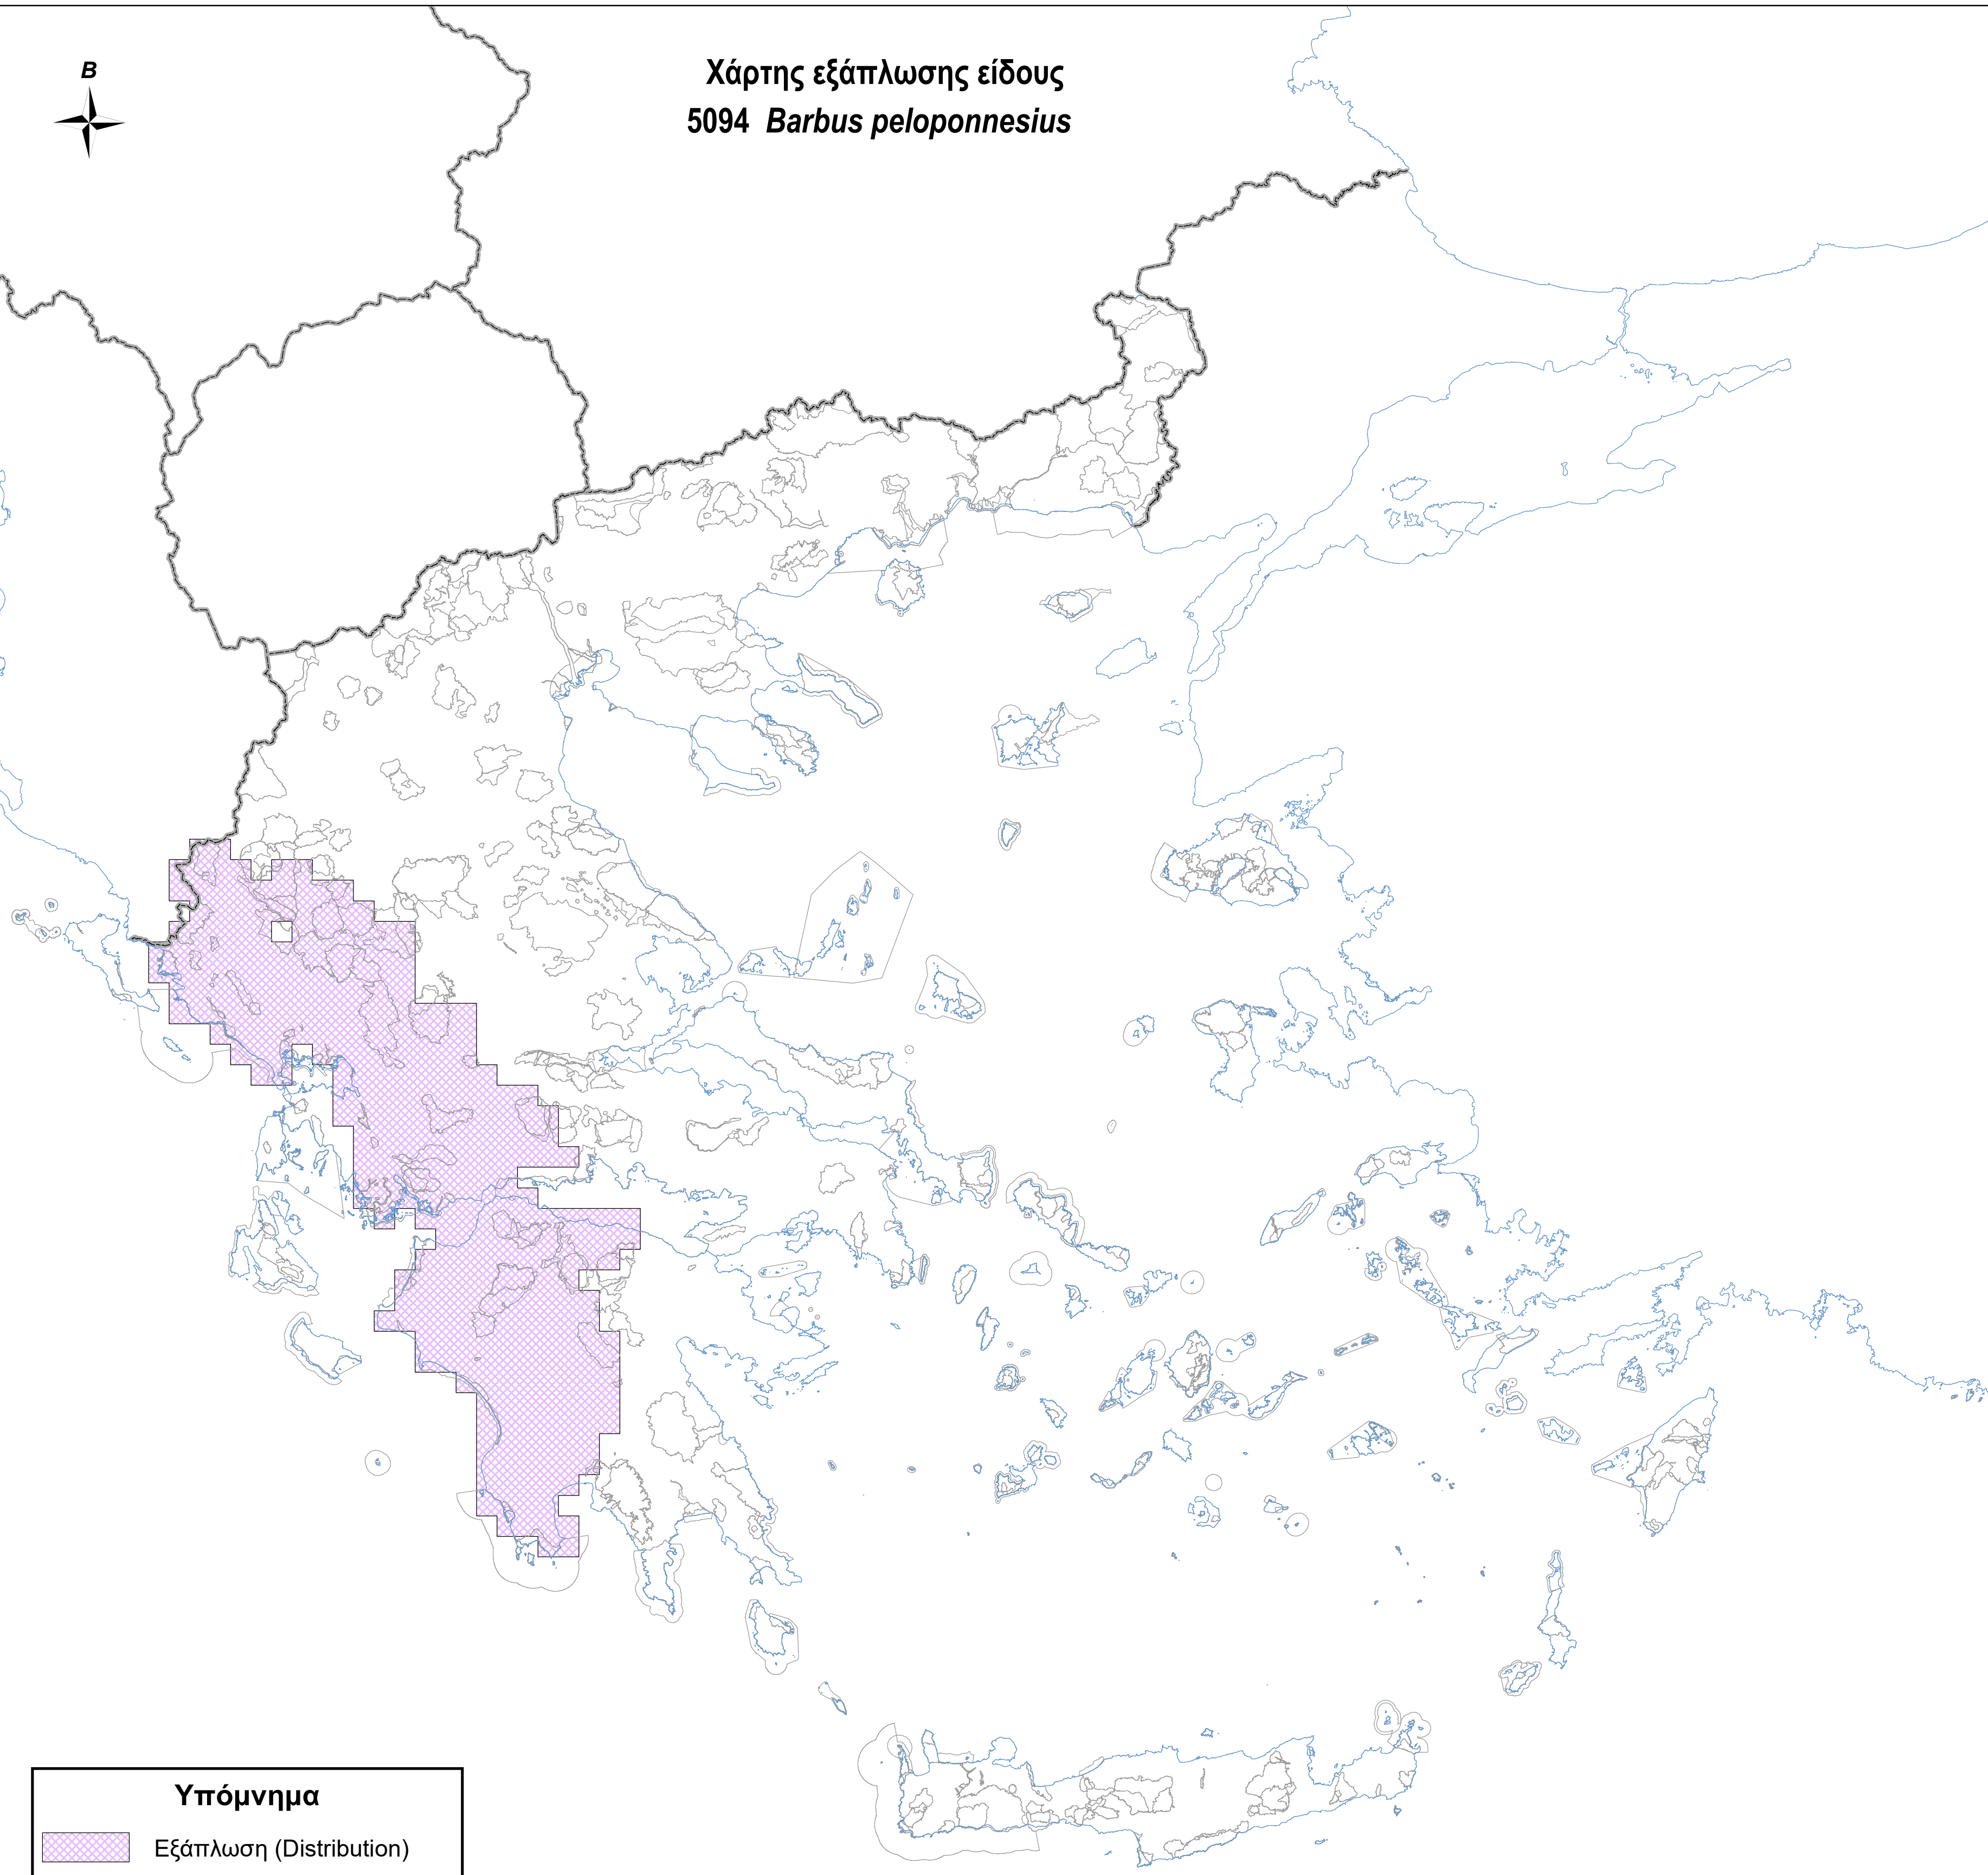 Β
Χάρτης εξάπλωσης είδους
5094 Barbus peloponnesius
Υπόμνημα
Εξάπλωση (Distribution)